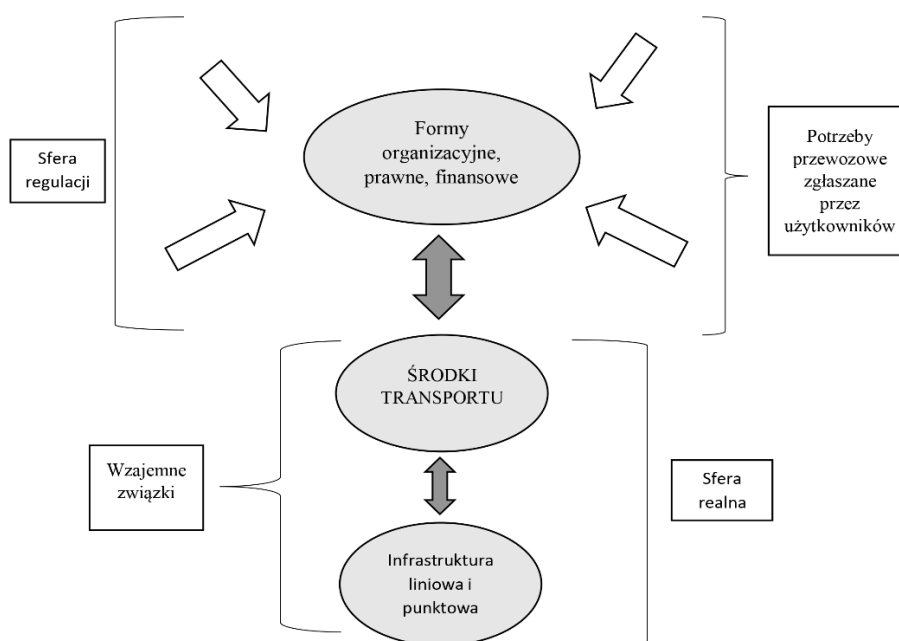 Formy
organizacyjne,
prawne, finansowe
Sfera
regulacji
Potrzeby
przewozowe
zgłaszane
przez
użytkowników
ŚRODKI
TRANSPORTU
Wzajemne
związki
Sfera
realna
Infrastruktura
liniowa i
punktowa